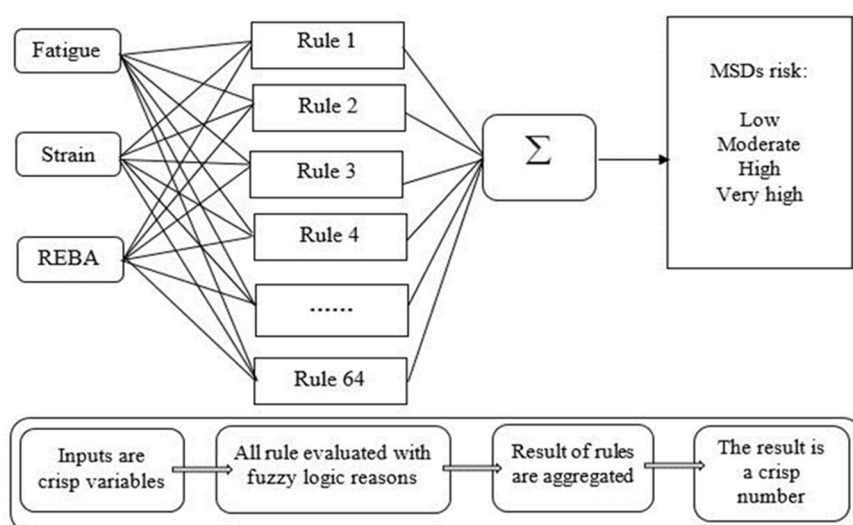 Fatigue
Strain
REBA
Rule 1
Rule 2
Rule 3
Rule 4
......
Rule 64
Σ
MSDs risk:
Low
Moderate
High
Very high
Inputs are
crisp variables
All rule evaluated with
fuzzy logic reasons
Result of rules
are aggregated
The result is
a crisp
number